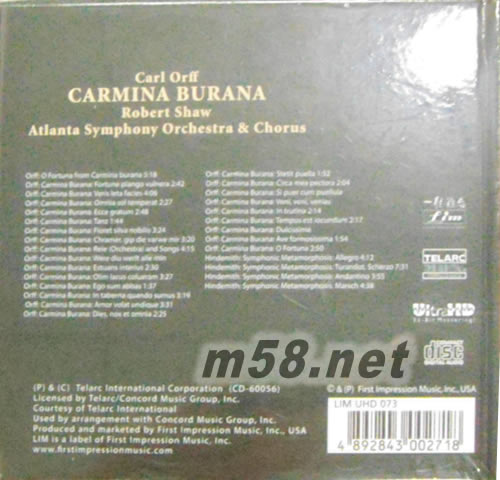 Carl Orff
CARMINA BURANA
Robert Shaw
Atlanta Symphony Orchestra & Chorus
Orff: O Fortuna from Carmina burana 3:18
Orff: Carmina Burana: Fortune plango vulnera 2:42
Orff: Carmina Burana: Veris leta facies 4:06
Orff: Carmina Burana: Omnia sol temperat 2:27
Orff: Carmina Burana: Ecce gratum 2:48
Orff: Carmina Burana: Tanz 1:44
Orff: Carmina Burana: Floret silva nobilis 3:24
Orff: Carmina Burana: Chramer, gip die varwe mir 3:20
Orff: Carmina Burana: Reie: Orchestral and Songs 4:15
Orff: Carmina Burana: Were diu werlt alle min
Orff: Carmina Burana: Estuans interius 2:30
Orff: Carmina Burana: Olim lacus colueram 3:27
Orff: Carmina Burana: Ego sum abbas 1:37
Orff: Carmina Burana: In taberna quando sumus 3:19
Orff: Carmina Burana: Amor volat undique 3:31
Orff: Carmina Burana: Dies, nox et omnia 2:25
Orff: Carmina Burana: Stetit puella 1:52
Orff: Carmina Burana: Circa mea pectora 2:04
Orff: Carmina Burana: Si puer cum puellula
Orff: Carmina Burana: Veni, veni, venias
Orff: Carmina Burana: In trutina 2:14
Orff: Carmina Burana: Tempus est iocundum 2:17
Orff: Carmina Burana: Dulcissime
Orff: Carmina Burana: Ave formosissima 1:54
Orff: Carmina Burana: O Fortuna 2:50
Hindemith: Symphonic Metamorphosis: Allegro 4:12
Hindemith: Symphonic Metamorphosis: Turandot, Scherzo 7:51
Hindemith: Symphonic Metamorphosis: Andantino 3:55
Hindemith: Symphonic Metamorphosis: Marsch 4:38
fim
TELARC
UltraHD
32-Bit Mastering
COMPACT
disc
DIGITAL AUDIO
m58.net
(P) & (C) Telarc International Corporation (CD-60056)
Licensed by Telarc/Concord Music Group, Inc.
Courtesy of Telarc International
Used by arrangement with Concord Music Group, Inc.
Produced and marketed by First Impression Music, Inc., USA
LIM is a label of First Impression Music, Inc.
www.firstimpressionmusic.com
© & (P) First Impression Music, Inc., USA
LIM UHD 073
4 892843 002718